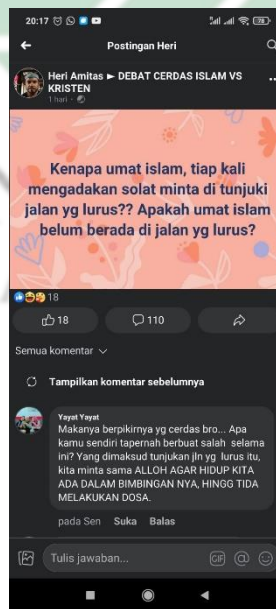 20:17
Postingan Heri
Heri Amitas ► DEBAT CERDAS ISLAM VS
KRISTEN
1 hari
Kenapa umat islam, tiap kali
mengadakan solat minta di tunjuki
jalan yg lurus?? Apakah umat islam
belum berada di jalan yg lurus?
18
18
110
Semua komentar
Tampilkan komentar sebelumnya
Yayat Yayat
Makanya berpikirnya yg cerdas bro... Apa
kamu sendiri tapernah berbuat salah selama
ini? Yang dimaksud tunjukan jln yg lurus itu,
kita minta sama ALLOH AGAR HIDUP KITA
ADA DALAM BIMBINGAN NYA, HINGG TIDA
MELAKUKAN DOSA.
pada Sen Suka Balas
Tulis jawaban...
GIF